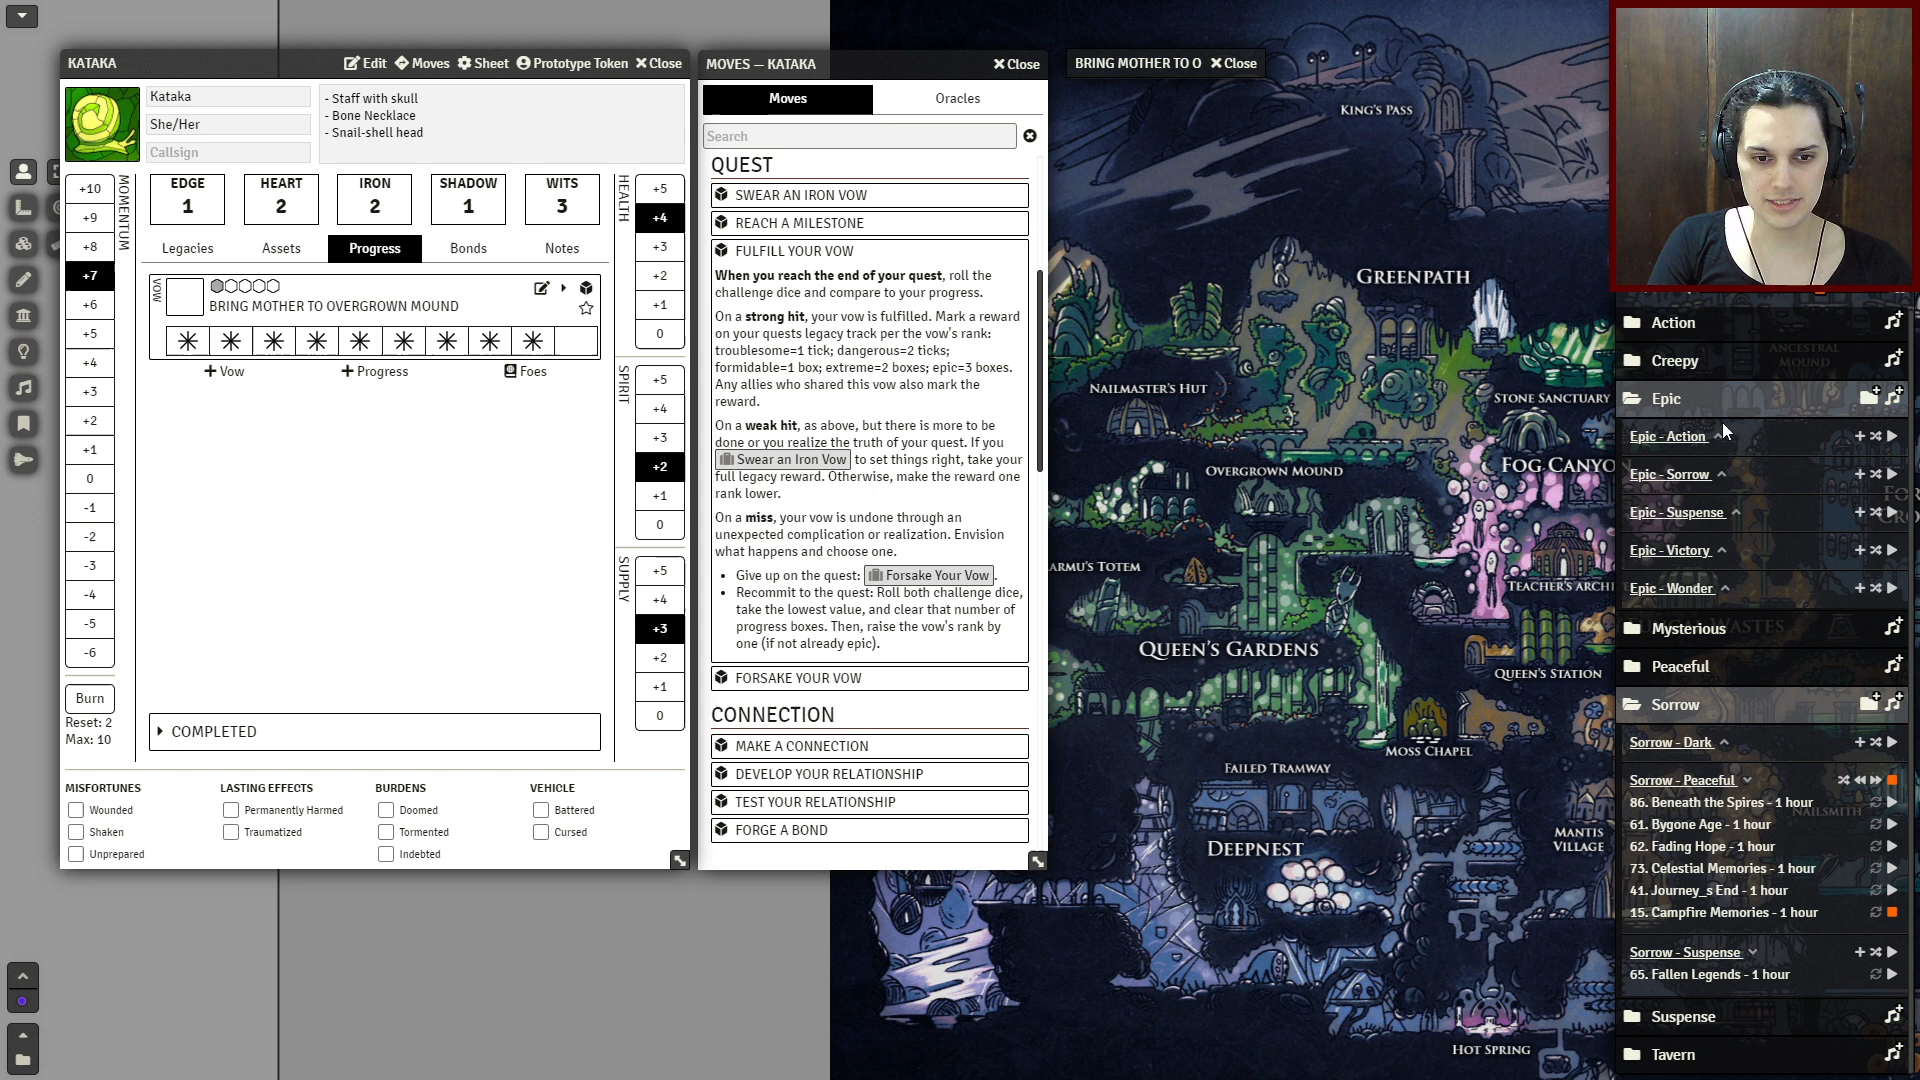 KATAKA
Edit Moves Sheet Prototype Token Close
Kataka
She/Her
Callsign
- Staff with skull
- Bone Necklace
- Snail-shell head
+10
+9
+8
+7
+6
+5
+4
+3
+2
+1
0
-1
-2
-3
-4
-5
-6
MOMENTUM
Burn
Reset: 2
Max: 10
EDGE
1
HEART
2
IRON
2
SHADOW
1
WITS
3
Legacies Assets Progress Bonds Notes
VOW
BRING MOTHER TO OVERGROWN MOUND
Vow Progress Foes
COMPLETED
HEALTH
+5
+4
+3
+2
+1
0
SPIRIT
+5
+4
+3
+2
+1
0
SUPPLY
+5
+4
+3
+2
+1
0
MISFORTUNES
Wounded
Shaken
Unprepared
LASTING EFFECTS
Permanently Harmed
Traumatized
BURDENS
Doomed
Tormented
Indebted
VEHICLE
Battered
Cursed
MOVES — KATAKA Close
Moves Oracles
Search
QUEST
SWEAR AN IRON VOW
REACH A MILESTONE
FULFILL YOUR VOW
When you reach the end of your quest, roll the
challenge dice and compare to your progress.
On a strong hit, your vow is fulfilled. Mark a reward
on your quests legacy track per the vow's rank:
troublesome=1 tick; dangerous=2 ticks;
formidable=1 box; extreme=2 boxes; epic=3 boxes.
Any allies who shared this vow also mark the
reward.
On a weak hit, as above, but there is more to be
done or you realize the truth of your quest. If you
Swear an Iron Vow to set things right, take your
full legacy reward. Otherwise, make the reward one
rank lower.
On a miss, your vow is undone through an
unexpected complication or realization. Envision
what happens and choose one.
• Give up on the quest: Forsake Your Vow.
• Recommit to the quest: Roll both challenge dice,
take the lowest value, and clear that number of
progress boxes. Then, raise the vow's rank by
one (if not already epic).
FORSAKE YOUR VOW
CONNECTION
MAKE A CONNECTION
DEVELOP YOUR RELATIONSHIP
TEST YOUR RELATIONSHIP
FORGE A BOND
BRING MOTHER TO O Close
KING'S PASS
GREENPATH
NAILMASTER'S HUT
STONE SANCTUARY
OVERGROWN MOUND
FOG CANYO
ARMU'S TOTEM
TEACHER'S ARCHI
QUEEN'S GARDENS
QUEEN'S STATION
MOSS CHAPEL
FAILED TRAMWAY
MANTIS
VILLAGE
DEEPNEST
HOT SPRING
Action
ANCESTRAL
MOUND
Creepy
Epic
Epic - Action
Epic - Sorrow
Epic - Suspense
Epic - Victory
Epic - Wonder
Mysterious
WASTES
Peaceful
Sorrow
Sorrow - Dark
Sorrow - Peaceful
86. Beneath the Spires - 1 hour
NAILSMITH
61. Bygone Age - 1 hour
62. Fading Hope - 1 hour
73. Celestial Memories - 1 hour
41. Journey_s End - 1 hour
15. Campfire Memories - 1 hour
Sorrow - Suspense
65. Fallen Legends - 1 hour
Suspense
Tavern